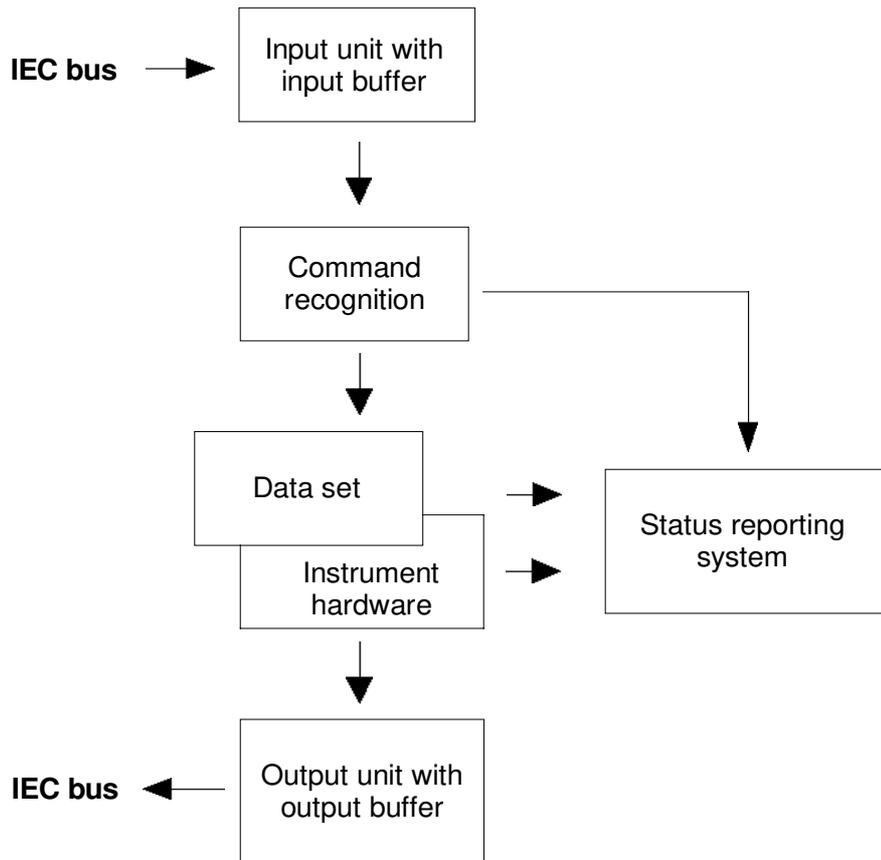 IEC bus
Input unit with
input buffer
Command
recognition
Data set
Instrument
hardware
Status reporting
system
IEC bus
Output unit with
output buffer